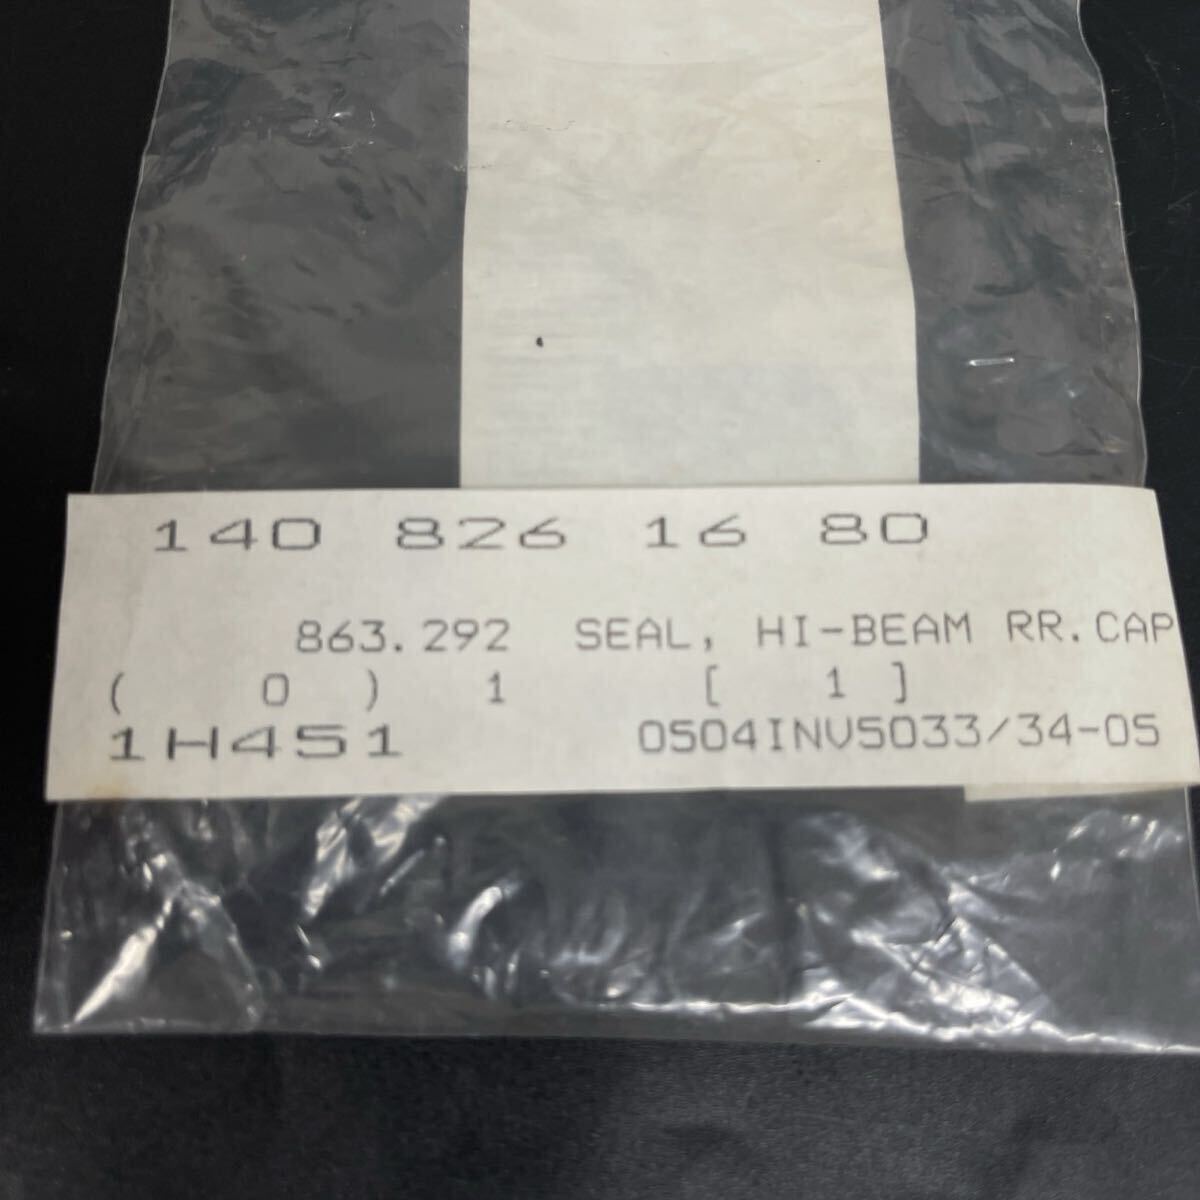 140 826 16 80
863.292 SEAL, HI-BEAM RR.CAP
( 0 ) 1 [ 1 ]
1H451 0504INV5033/34-05